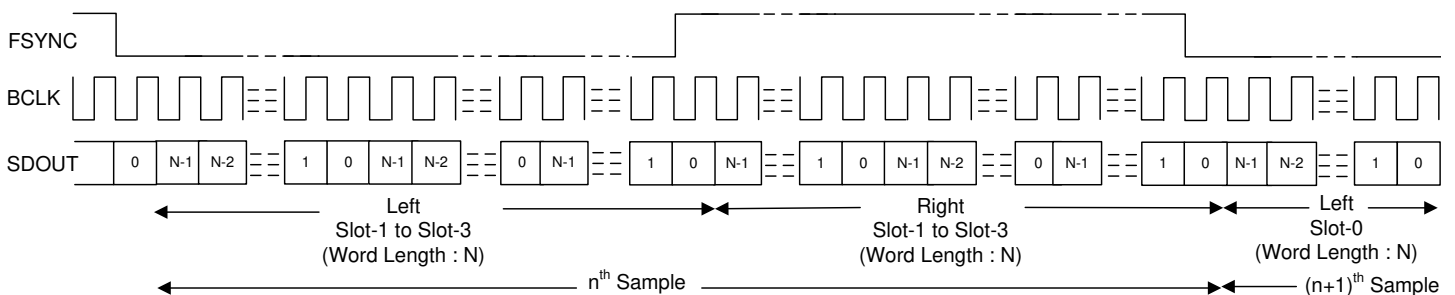 FSYNC
BCLK
SDOUT 0 N-1 N-2 1 0 N-1 N-2 0 N-1 1 0 N-1 1 0 N-1 N-2 0 N-1 1 0 N-1 N-2 1 0
Left Right Left
Slot-1 to Slot-3 Slot-1 to Slot-3 Slot-0
(Word Length : N) (Word Length : N) (Word Length : N)
nth Sample (n+1)th Sample